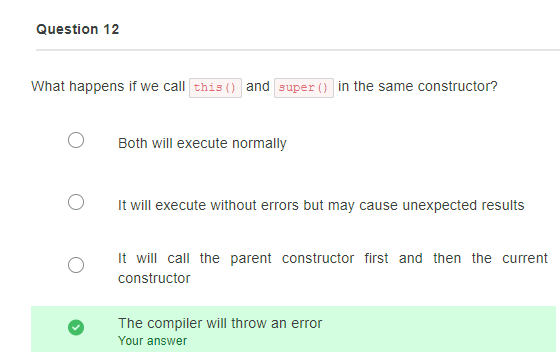 Question 12
What happens if we call this() and super() in the same constructor?
Both will execute normally
It will execute without errors but may cause unexpected results
It will call the parent constructor first and then the current
constructor
The compiler will throw an error
Your answer